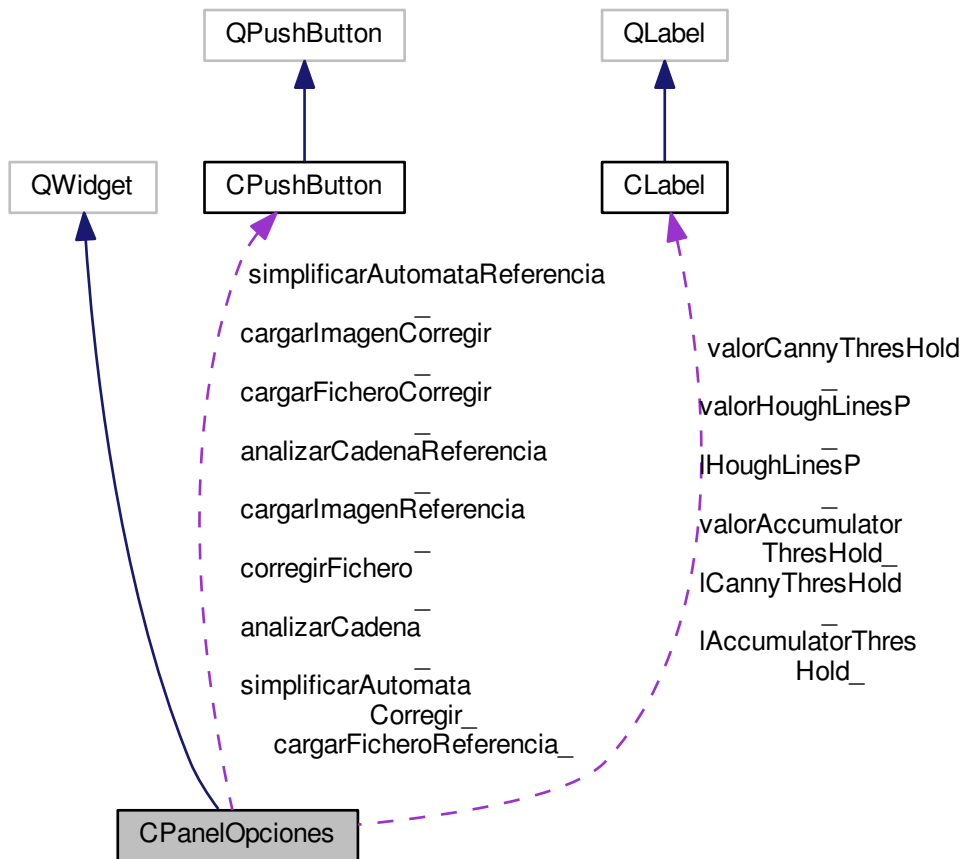 QPushButton
QLabel
QWidget
CPushButton
CLabel
simplificarAutomataReferencia
_
cargarImagenCorregir
_
cargarFicheroCorregir
_
analizarCadenaReferencia
_
cargarImagenReferencia
_
corregirFichero
_
analizarCadena
_
simplificarAutomata
Corregir_
cargarFicheroReferencia_
valorCannyThresHold
_
valorHoughLinesP
_
lHoughLinesP
_
valorAccumulator
ThresHold_
lCannyThresHold
_
lAccumulatorThres
Hold_
CPanelOpciones